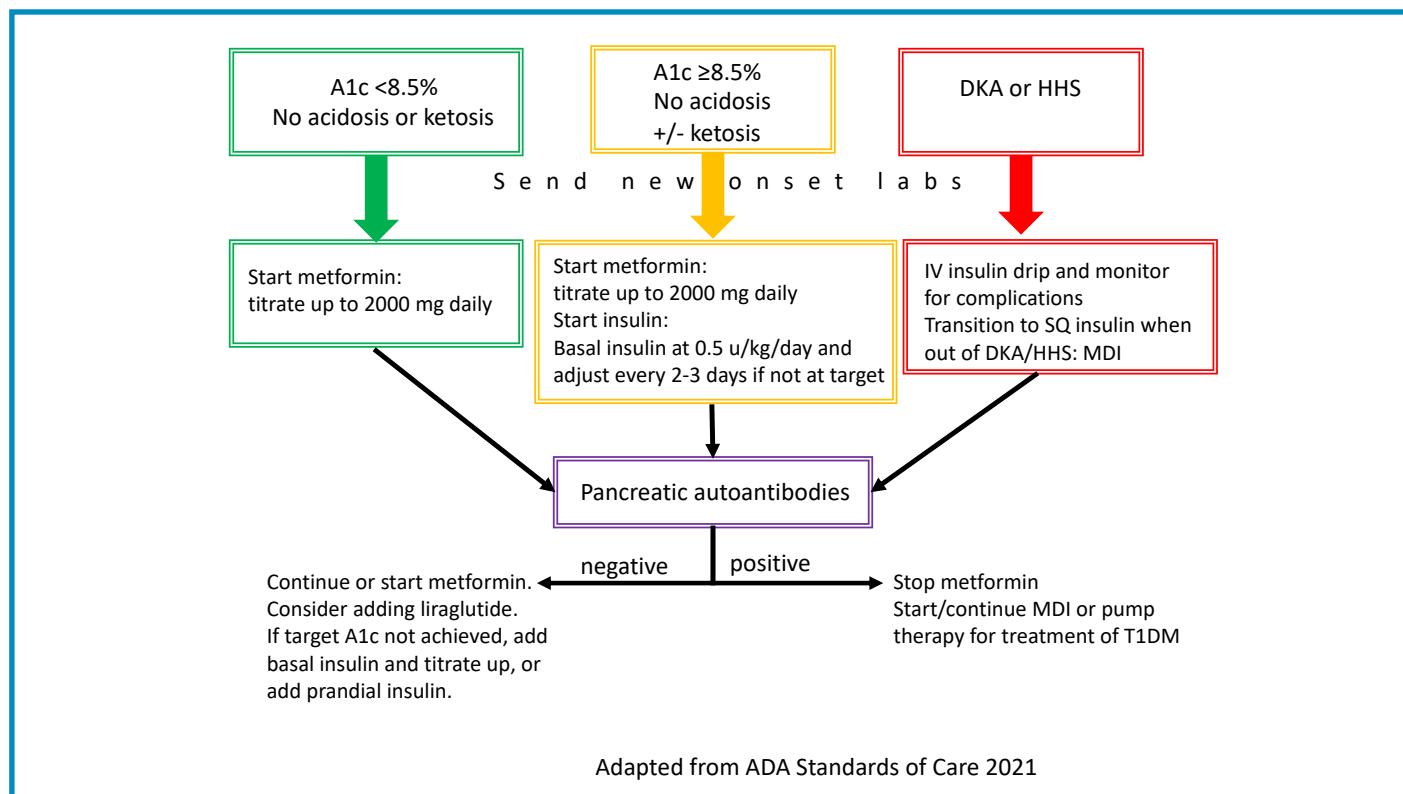 A1c <8.5%
No acidosis or ketosis
A1c ≥8.5%
No acidosis
+/- ketosis
DKA or HHS
Send new onset labs
Start metformin:
titrate up to 2000 mg daily
Start metformin:
titrate up to 2000 mg daily
Start insulin:
Basal insulin at 0.5 u/kg/day and
adjust every 2-3 days if not at target
IV insulin drip and monitor
for complications
Transition to SQ insulin when
out of DKA/HHS: MDI
Pancreatic autoantibodies
negative
positive
Continue or start metformin.
Consider adding liraglutide.
If target A1c not achieved, add
basal insulin and titrate up, or
add prandial insulin.
Stop metformin
Start/continue MDI or pump
therapy for treatment of T1DM
Adapted from ADA Standards of Care 2021